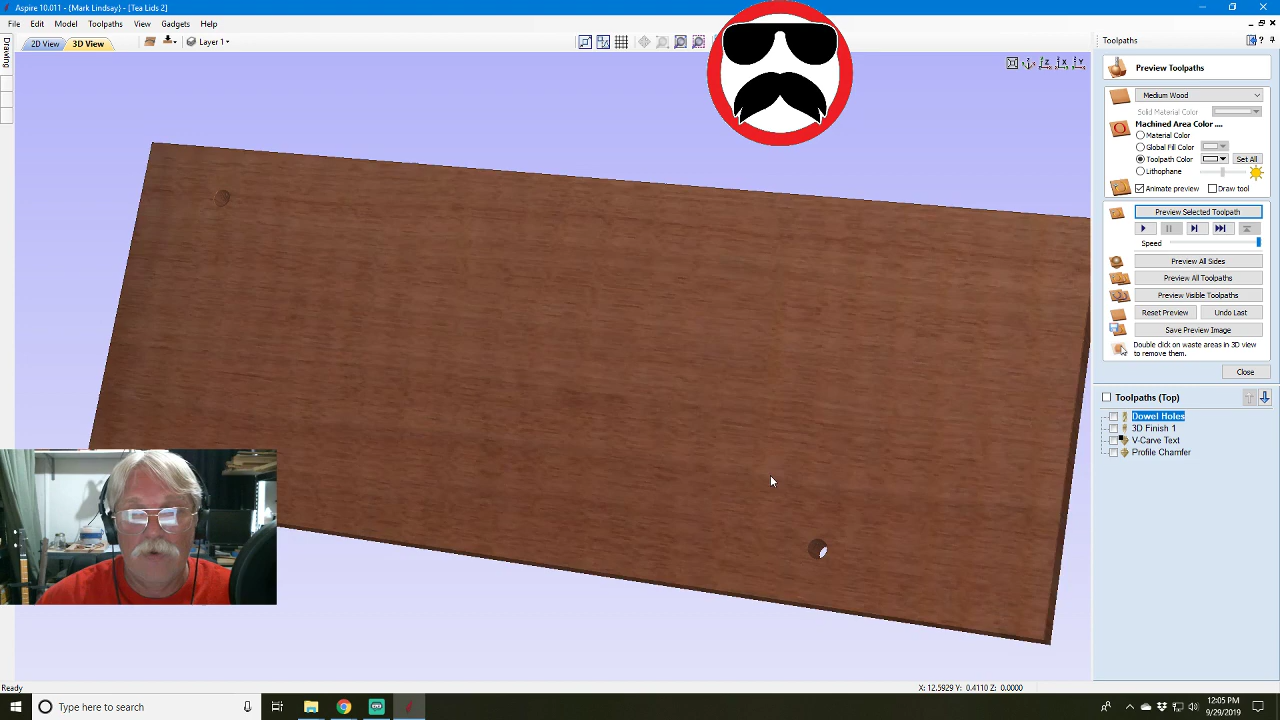 Aspire 10.011 - {Mark Lindsay} - [Tea Lids 2]
File Edit Model Toolpaths View Gadgets Help
2D View 3D View Layer 1
Drawing
Toolpaths
Preview Toolpaths
Medium Wood
Solid Material Color
Machined Area Color ....
Material Color
Global Fill Color
Toolpath Color Set All
Lithophane
Animate preview Draw tool
Preview Selected Toolpath
Speed
Preview All Sides
Preview All Toolpaths
Preview Visible Toolpaths
Reset Preview Undo Last
Save Preview Image
Double click on waste areas in 3D view
to remove them.
Close
Toolpaths (Top)
Dowel Holes
3D Finish 1
V-Carve Text
Profile Chamfer
Ready
X: 12.5929 Y: 0.4110 Z: 0.0000
Type here to search
12:05 PM
9/29/2019